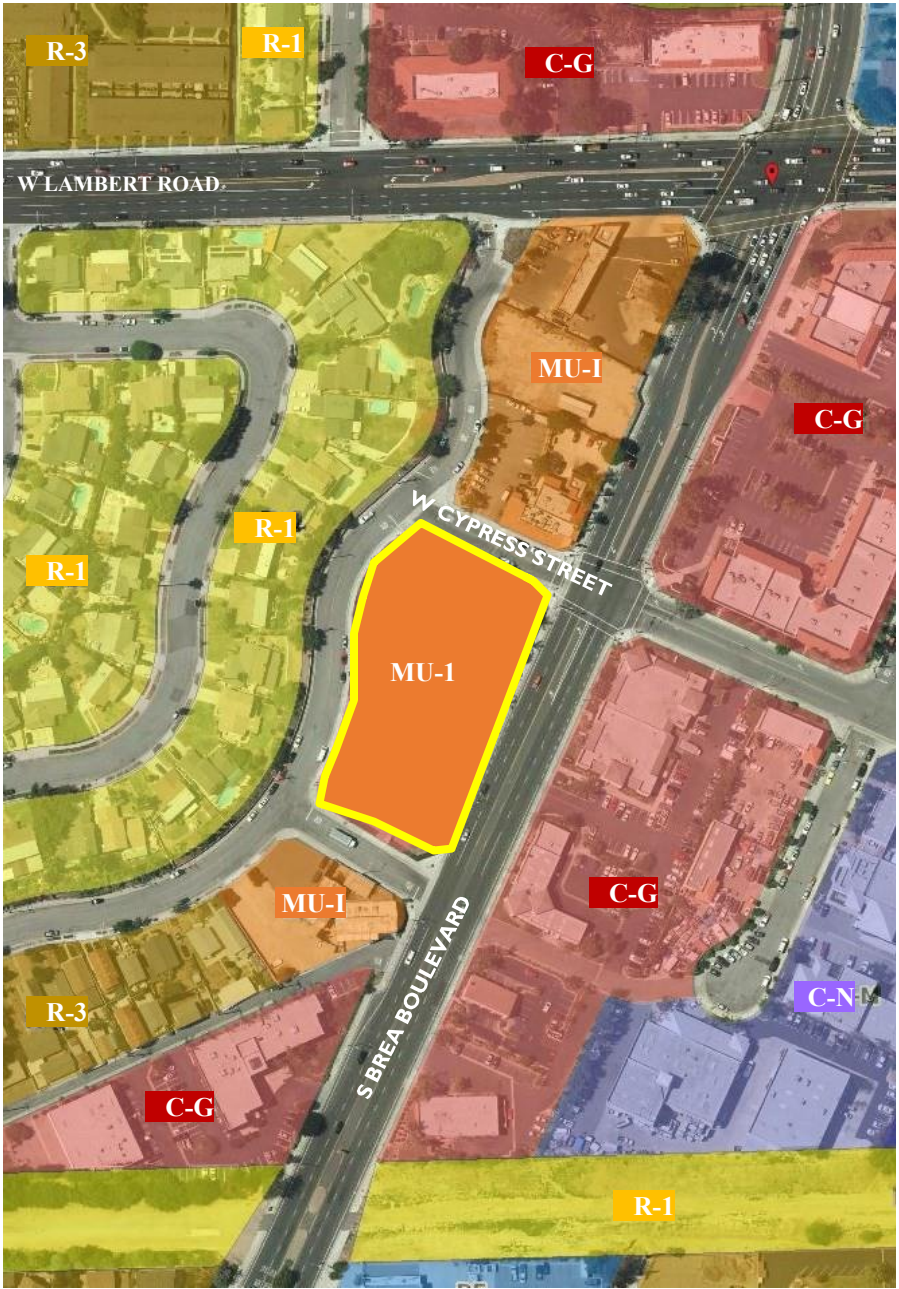 R-3
R-1
C-G
W LAMBERT ROAD
MU-I
C-G
W CYPRESS STREET
R-1
R-1
MU-1
C-G
MU-I
S BREA BOULEVARD
C-N
R-3
C-G
R-1